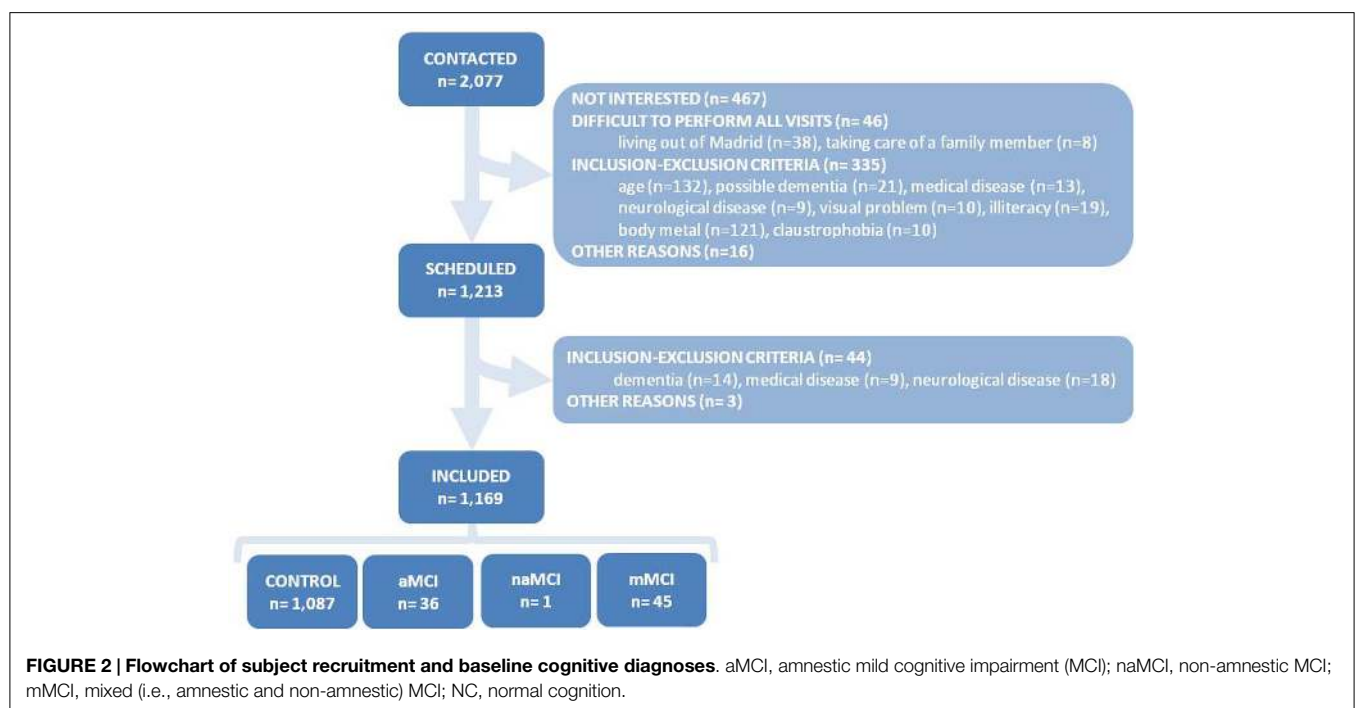 CONTACTED
n= 2,077
NOT INTERESTED (n= 467)
DIFFICULT TO PERFORM ALL VISITS (n= 46)
living out of Madrid (n=38), taking care of a family member (n=8)
INCLUSION-EXCLUSION CRITERIA (n= 335)
age (n=132), possible dementia (n=21), medical disease (n=13),
neurological disease (n=9), visual problem (n=10), illiteracy (n=19),
body metal (n=121), claustrophobia (n=10)
OTHER REASONS (n=16)
SCHEDULED
n= 1,213
INCLUSION-EXCLUSION CRITERIA (n= 44)
dementia (n=14), medical disease (n=9), neurological disease (n=18)
OTHER REASONS (n= 3)
INCLUDED
n= 1,169
CONTROL
n= 1,087
aMCI
n= 36
naMCI
n= 1
mMCI
n= 45
FIGURE 2 | Flowchart of subject recruitment and baseline cognitive diagnoses. aMCI, amnestic mild cognitive impairment (MCI); naMCI, non-amnestic MCI;
mMCI, mixed (i.e., amnestic and non-amnestic) MCI; NC, normal cognition.